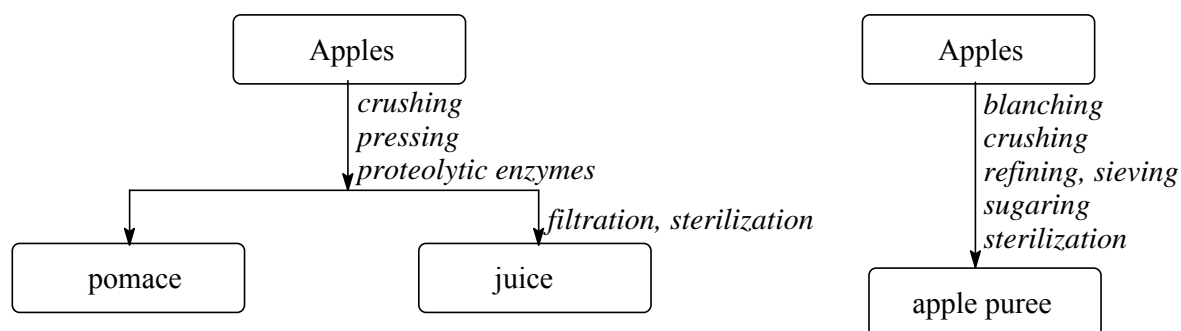 Apples
crushing
pressing
proteolytic enzymes
filtration, sterilization
pomace
juice
Apples
blanching
crushing
refining, sieving
sugaring
sterilization
apple puree